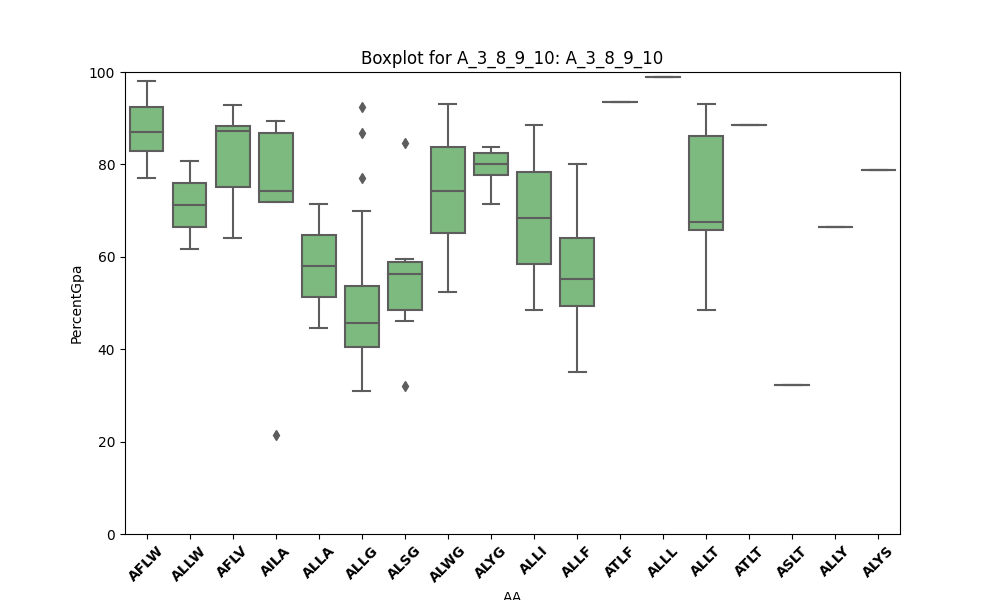 Boxplot for A_3_8_9_10: A_3_8_9_10
100
80
60
40
20
0
PercentGpa
AFLW ALLW AFLV AILA ALLA ALLG ALSG ALWG ALYG ALLI ALLF ATLF ALLL ALLT ATLT ASLT ALLY ALYS
AA